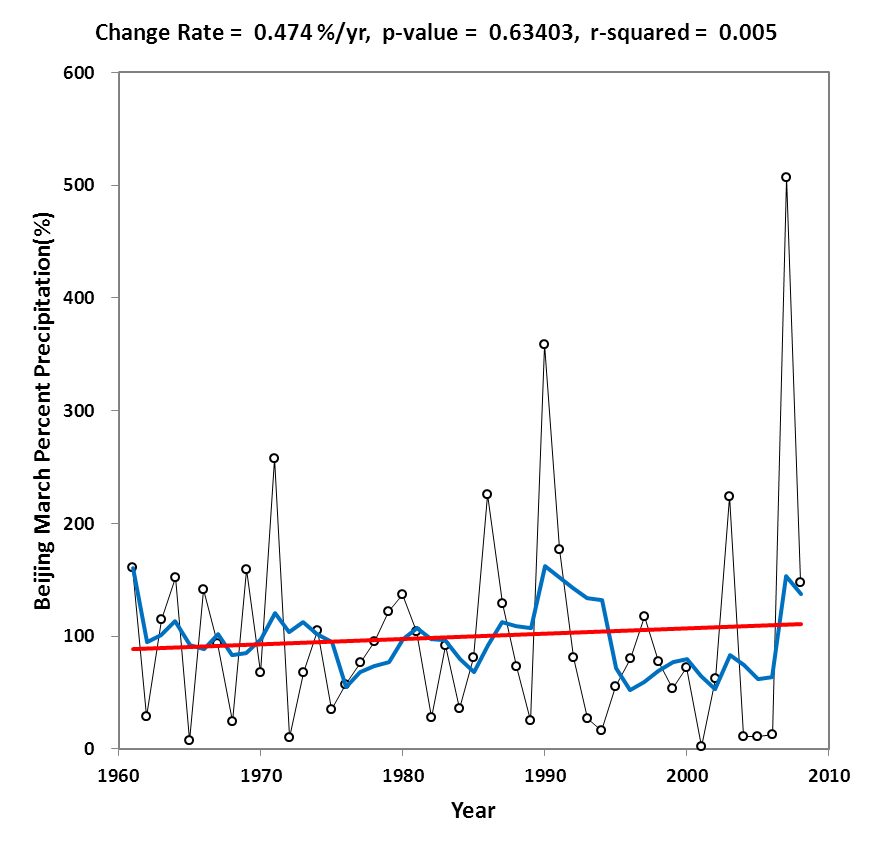 Change Rate = 0.474 %/yr, p-value = 0.63403, r-squared = 0.005
600
500
400
300
200
100
0
Beijing March Percent Precipitation(%)
1960 1970 1980 1990 2000 2010
Year